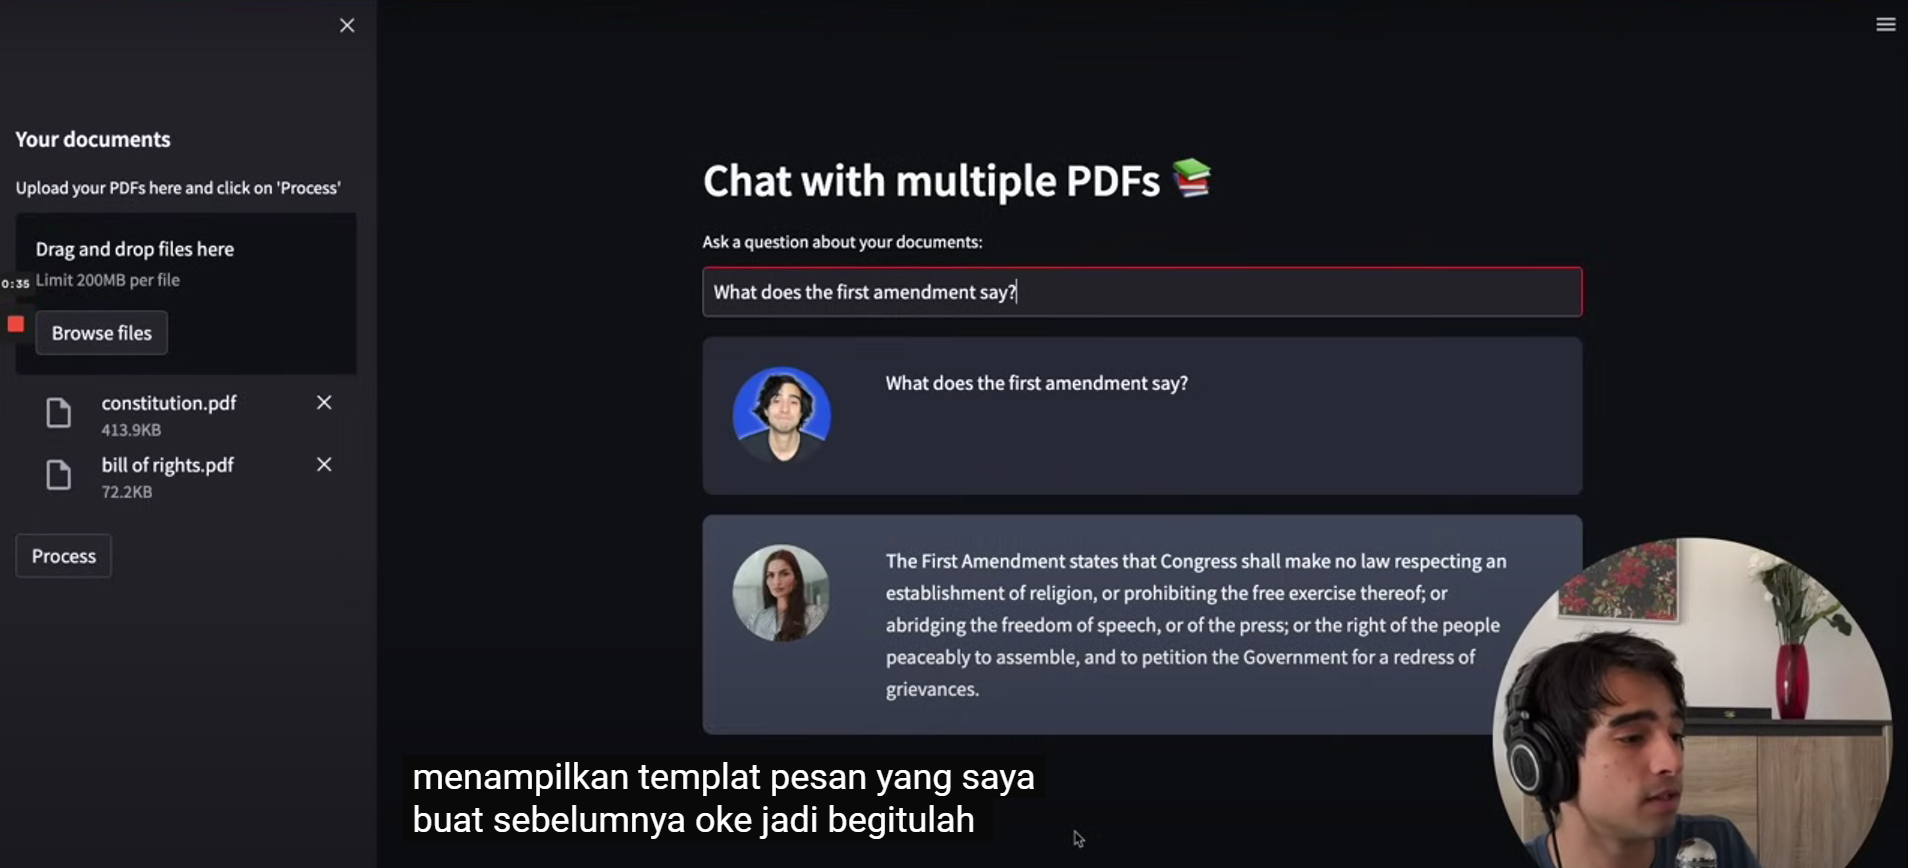 Your documents
Upload your PDFs here and click on 'Process'
Drag and drop files here
Limit 200MB per file
0:35
Browse files
constitution.pdf
413.9KB
bill of rights.pdf
72.2KB
Process
Chat with multiple PDFs
Ask a question about your documents:
What does the first amendment say?
What does the first amendment say?
The First Amendment states that Congress shall make no law respecting an
establishment of religion, or prohibiting the free exercise thereof; or
abridging the freedom of speech, or of the press; or the right of the people
peaceably to assemble, and to petition the Government for a redress of
grievances.
menampilkan templat pesan yang saya
buat sebelumnya oke jadi begitulah